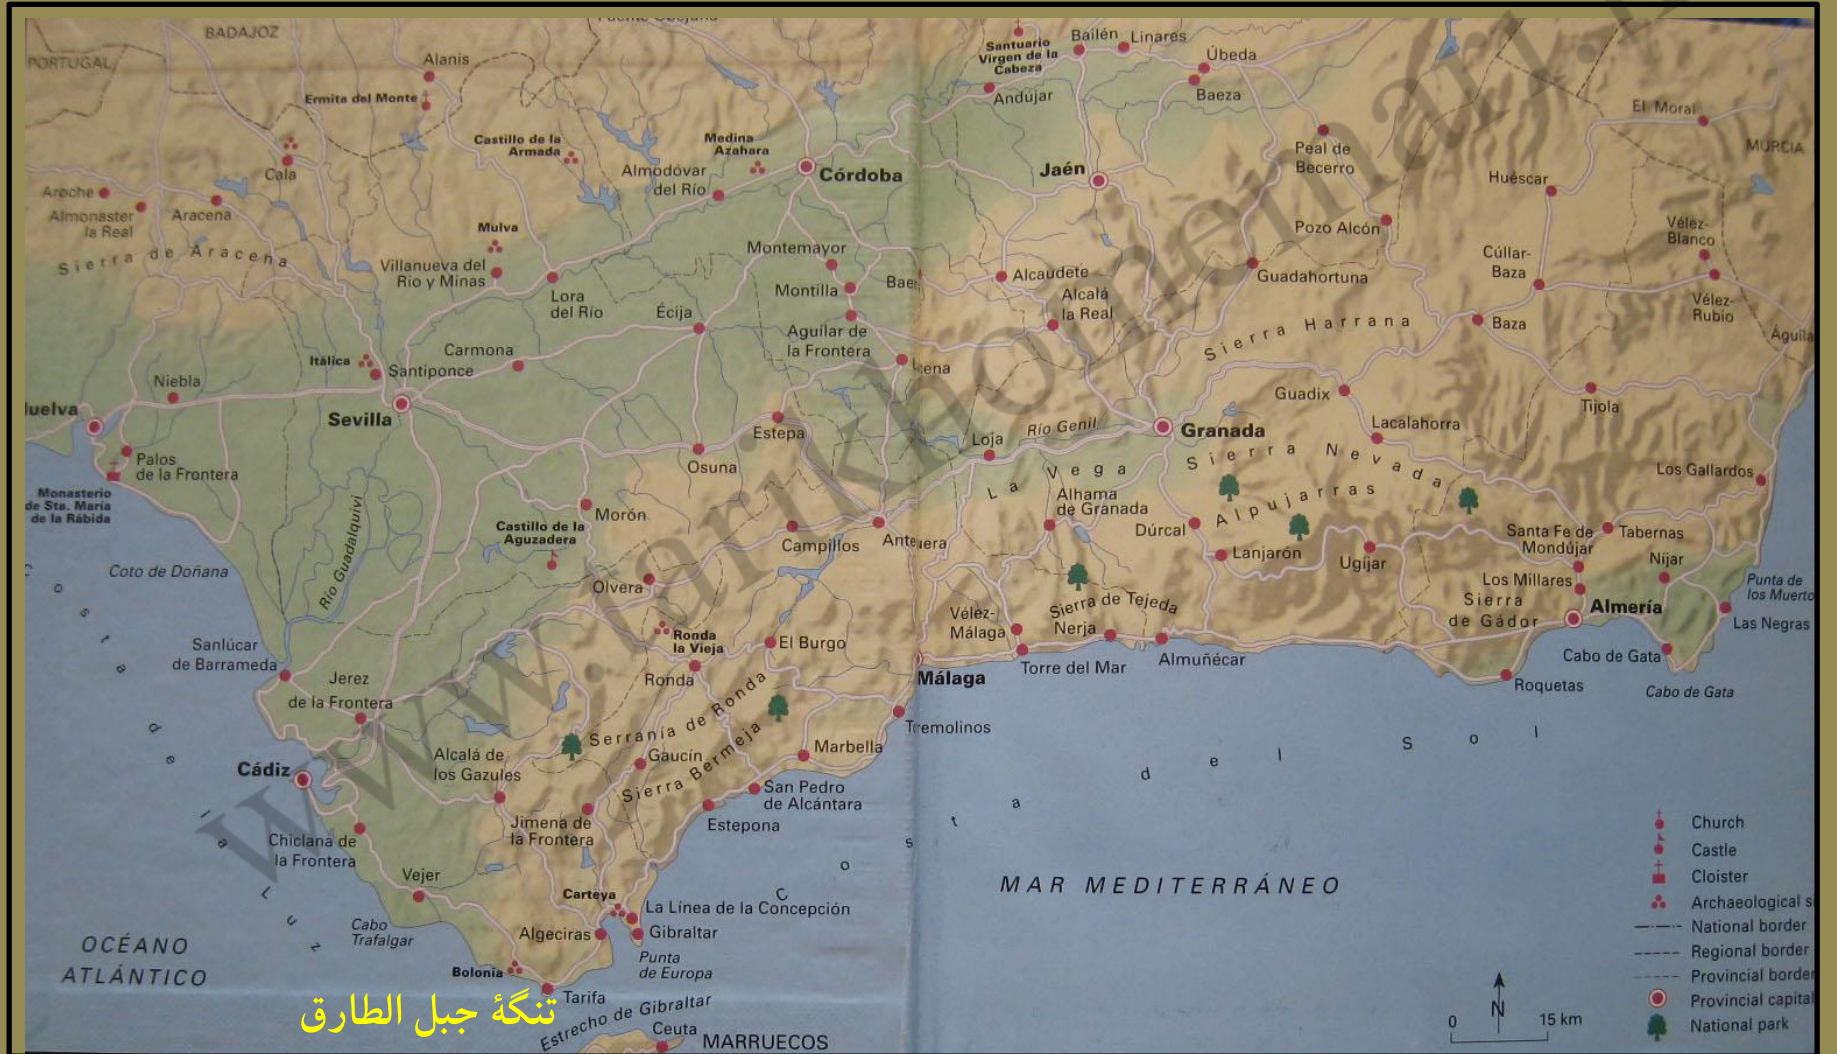 BADAJOZ
PORTUGAL
Alanis
Ermita del Monte
Castillo de la
Armada
Medina
Azahara
Cala
Almodóvar
del Río
Córdoba
Aroche
Almonaster
la Real
Aracena
Sierra de Aracena
Mulva
Villanueva del
Rio y Minas
Lora
del Río
Montemayor
Montilla
Écija
Aguilar de
la Frontera
Itálica
Santiponce
Carmona
Niebla
Sevilla
Estepa
Osuna
Palos
de la Frontera
Monasterio
de Sta. María
de la Rábida
Río Guadalquivi
Morón
Castillo de la
Aguzadera
Campillos
Coto de Doñana
Olvera
Sanlúcar
de Barrameda
Ronda
la Vieja
El Burgo
Ronda
Jerez
de la Frontera
Serranía de Ronda
Sierra Bermeja
Gaucín
Marbella
Alcalá de
los Gazules
Cádiz
San Pedro
de Alcántara
Estepona
Jimena de
la Frontera
Chiclana de
la Frontera
Vejer
Costa de la Luz
Cabo
Trafalgar
Carteya
La Línea de la Concepción
Algeciras
Gibraltar
Punta
de Europa
Bolonia
Tarifa
OCÉANO
ATLÁNTICO
تنگهٔ جبل الطارق
Estrecho de Gibraltar
Ceuta
MARRUECOS
Santuario
Virgen de la
Cabeza
Bailén
Linares
Úbeda
Baeza
Andújar
Jaén
Peal de
Becerro
El Moral
MURCIA
Huéscar
Pozo Alcón
Vélez-
Blanco
Cúllar-
Baza
Vélez-
Rubio
Alcaudete
Alcalá
la Real
Guadahortuna
Sierra Harrana
Baza
Guadix
Lacalahorra
Tijola
Loja
Río Genil
Granada
Sierra Nevada
La Vega
Alhama
de Granada
Alpujarras
Dúrcal
Lanjarón
Ugíjar
Los Gallardos
Santa Fe de
Mondújar
Tabernas
Los Millares
Níjar
Sierra
de Gádor
Almería
Punta de
los Muerto
Las Negras
Vélez-
Málaga
Sierra de Tejeda
Nerja
Torre del Mar
Almuñécar
Málaga
Cabo de Gata
Cabo de Gata
Roquetas
Costa del Sol
MAR MEDITERRÁNEO
Church
Castle
Cloister
Archaeological s
National border
Regional border
Provincial border
Provincial capital
National park
N
0 15 km